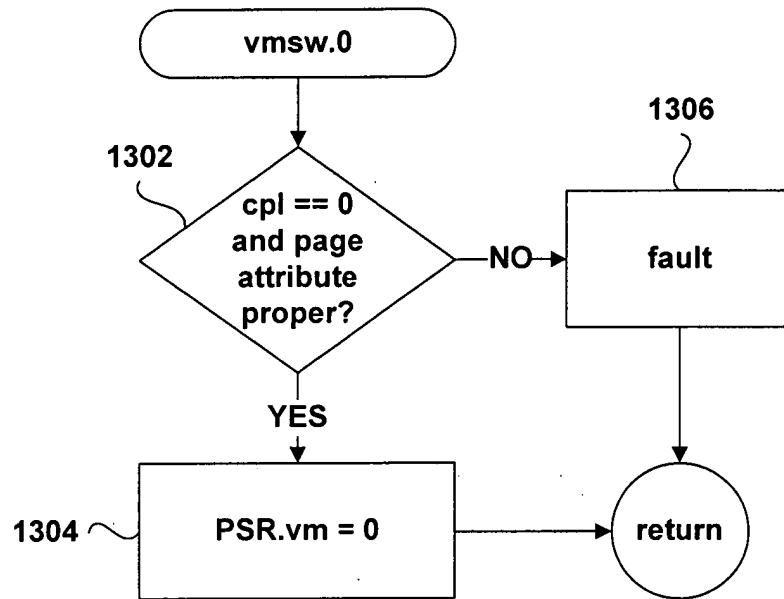 vmsw.0
1302
cpl == 0
and page
attribute
proper?
NO
1306
fault
YES
1304
PSR.vm = 0
return